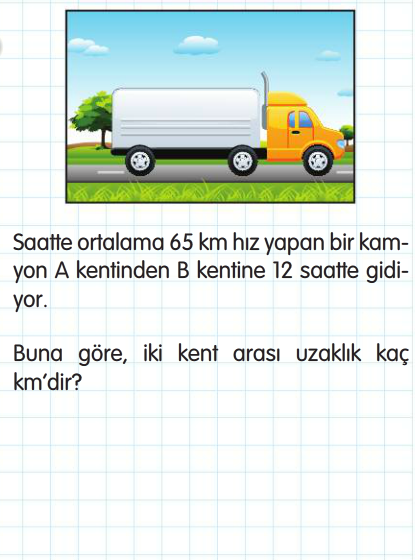 Saatte ortalama 65 km hız yapan bir kam-
yon A kentinden B kentine 12 saatte gidi-
yor.
Buna göre, iki kent arası uzaklık kaç
km'dir?